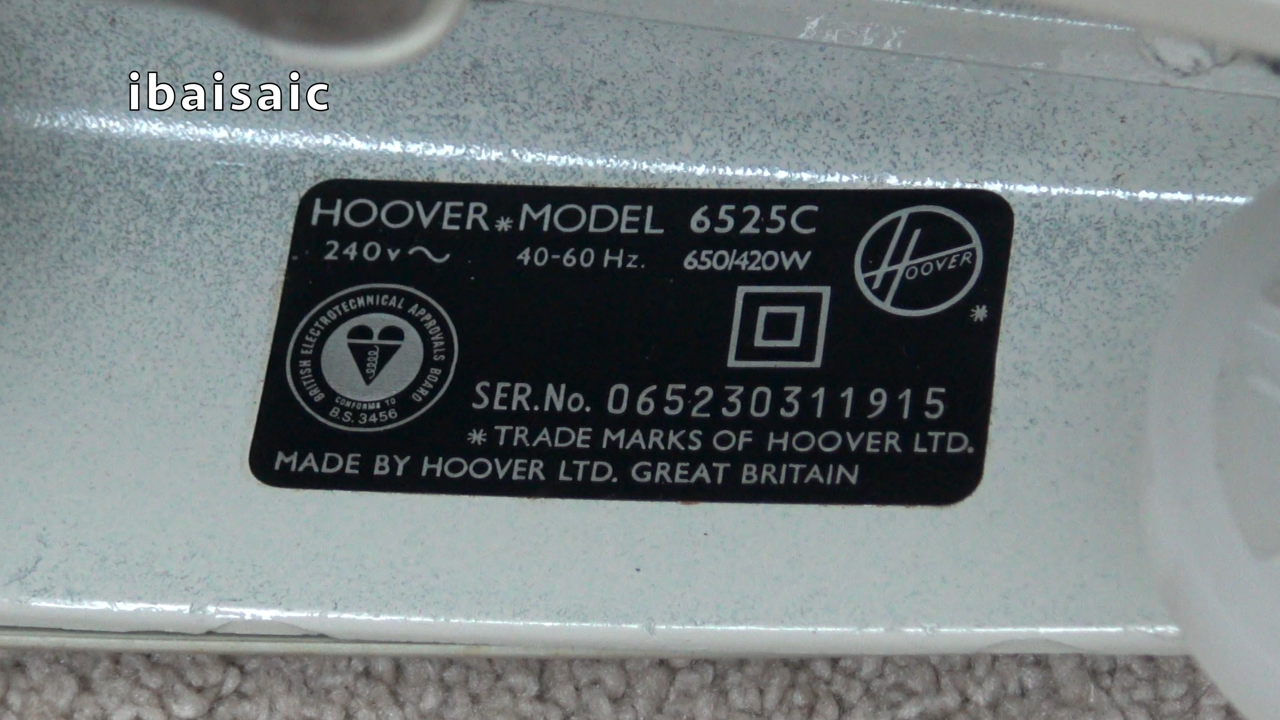 ibaisaic
HOOVER * MODEL 6525C
240v ~ 40-60 Hz. 650/420W
HOOVER
*
BRITISH ELECTROTECHNICAL APPROVALS BOARD
CONFORMS TO
B.S. 3456
SER.No. 065230311915
* TRADE MARKS OF HOOVER LTD.
MADE BY HOOVER LTD. GREAT BRITAIN